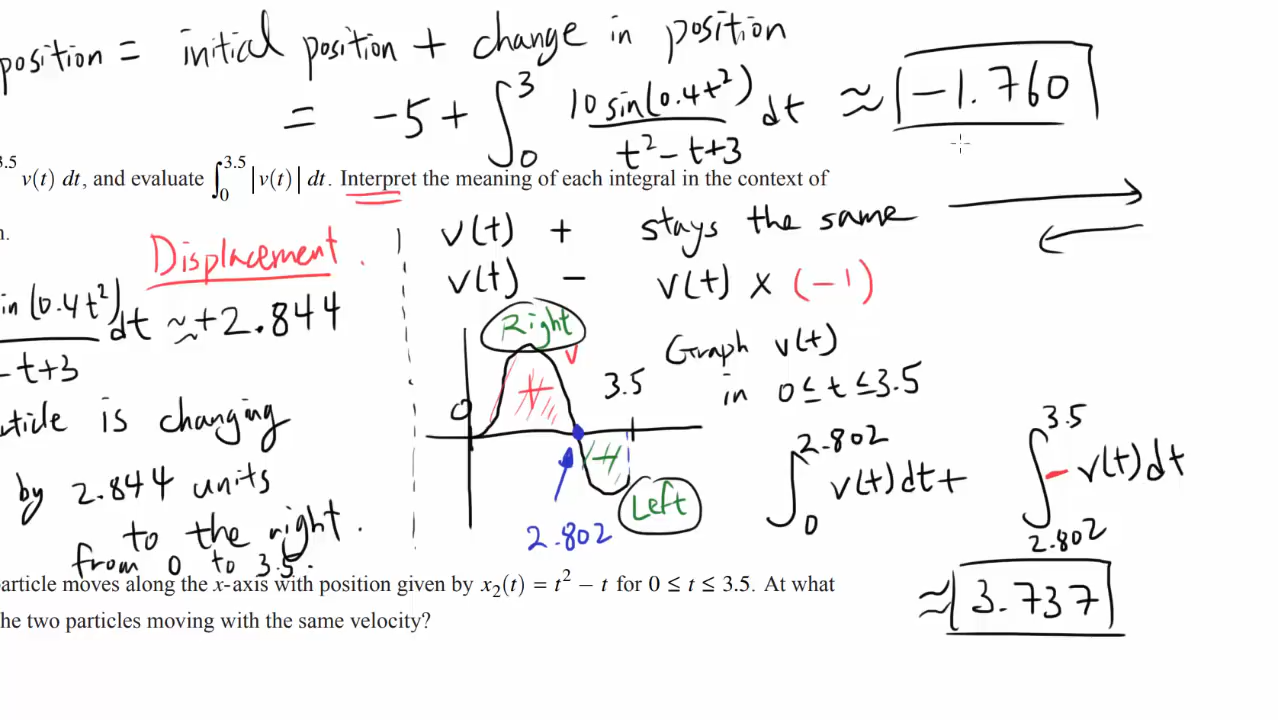 position = initial position + change in position
= -5 + ∫₀³ 10 sin(0.4t²) / (t² - t + 3) dt ≈ -1.760
3.5 v(t) dt, and evaluate ∫₀^3.5 |v(t)| dt. Interpret the meaning of each integral in the context of
n.
Displacement.
in (0.4t²) / - t+3 dt ≈ +2.844
ticle is changing
by 2.844 units
to the right.
from 0 to 3.5.
v(t) + stays the same
v(t) - v(t) × (-1)
Right
v
+
0
3.5
+
Left
2.802
Graph v(t)
in 0 ≤ t ≤ 3.5
∫₀^2.802 v(t)dt + ∫_2.802^3.5 -v(t)dt
≈ 3.737
particle moves along the x-axis with position given by x₂(t) = t² − t for 0 ≤ t ≤ 3.5. At what
he two particles moving with the same velocity?